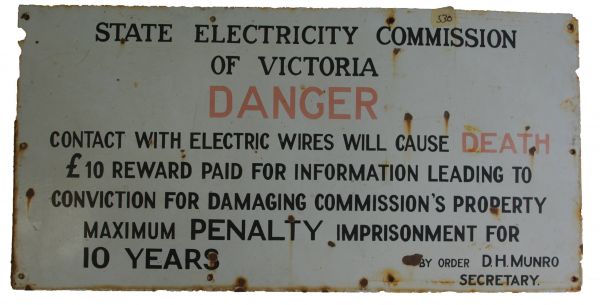 330
STATE ELECTRICITY COMMISSION
OF VICTORIA
DANGER
CONTACT WITH ELECTRIC WIRES WILL CAUSE DEATH
£10 REWARD PAID FOR INFORMATION LEADING TO
CONVICTION FOR DAMAGING COMMISSION'S PROPERTY
MAXIMUM PENALTY IMPRISONMENT FOR
10 YEARS
BY ORDER D.H. MUNRO
SECRETARY.